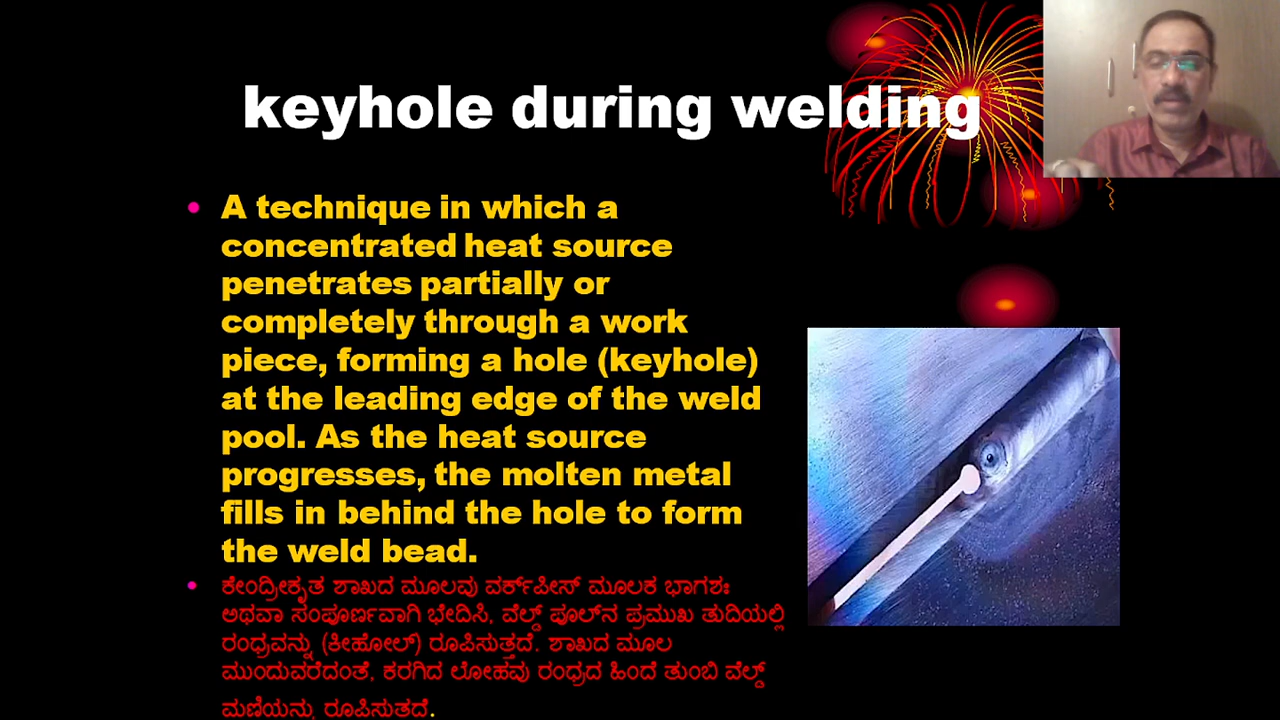 keyhole during welding
A technique in which a
concentrated heat source
penetrates partially or
completely through a work
piece, forming a hole (keyhole)
at the leading edge of the weld
pool. As the heat source
progresses, the molten metal
fills in behind the hole to form
the weld bead.
ಕೇಂದ್ರೀಕೃತ ಶಾಖದ ಮೂಲವು ವರ್ಕ್‌ಪೀಸ್ ಮೂಲಕ ಭಾಗಶಃ
ಅಥವಾ ಸಂಪೂರ್ಣವಾಗಿ ಭೇದಿಸಿ, ವೆಲ್ಡ್ ಪೂಲ್‌ನ ಪ್ರಮುಖ ತುದಿಯಲ್ಲಿ
ರಂಧ್ರವನ್ನು (ಕೀಹೋಲ್) ರೂಪಿಸುತ್ತದೆ. ಶಾಖದ ಮೂಲ
ಮುಂದುವರೆದಂತೆ, ಕರಗಿದ ಲೋಹವು ರಂಧ್ರದ ಹಿಂದೆ ತುಂಬಿ ವೆಲ್ಡ್
ಮಣಿಯನ್ನು ರೂಪಿಸುತ್ತದೆ.